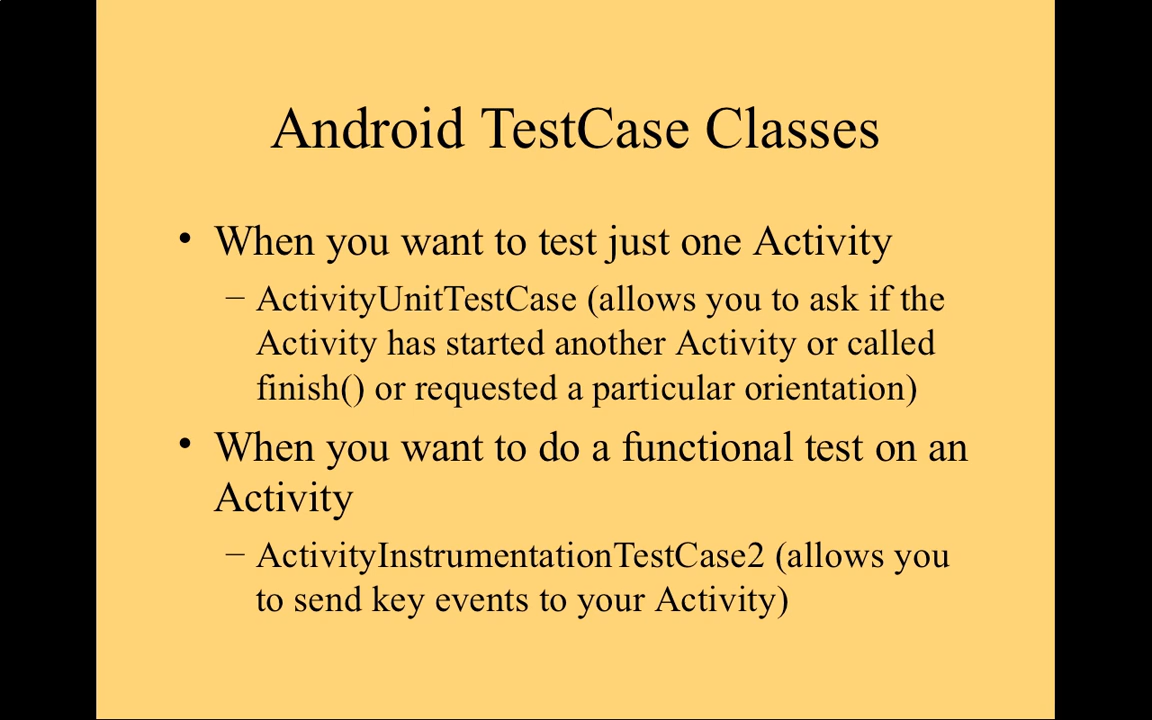 Android TestCase Classes
• When you want to test just one Activity
– ActivityUnitTestCase (allows you to ask if the
Activity has started another Activity or called
finish() or requested a particular orientation)
• When you want to do a functional test on an
Activity
– ActivityInstrumentationTestCase2 (allows you
to send key events to your Activity)